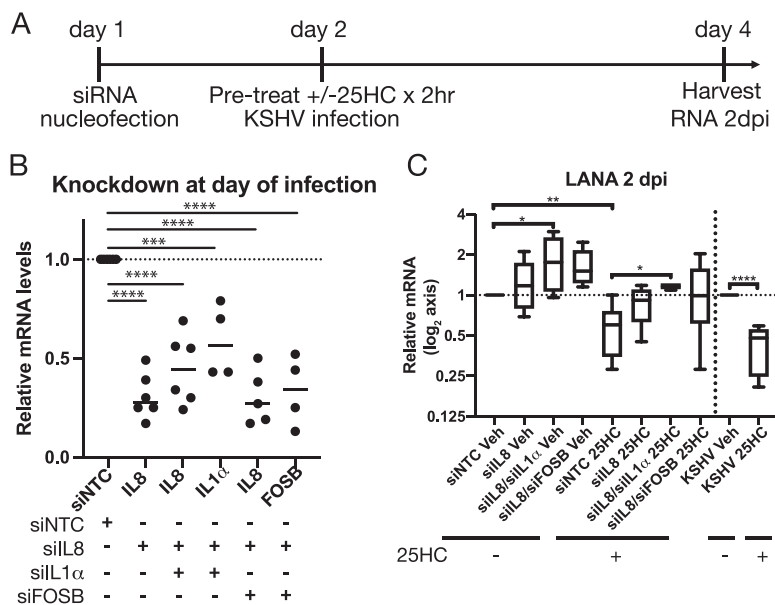 A
day 1
day 2
day 4
siRNA
nucleofection
Pre-treat +/-25HC x 2hr
KSHV infection
Harvest
RNA 2dpi
B
Knockdown at day of infection
****
****
***
****
****
1.0
0.5
0.0
Relative mRNA levels
siNTC
IL8
IL8
IL1α
IL8
FOSB
siNTC + - - - - -
siIL8 - + + + + +
siIL1α - - + + - -
siFOSB - - - - + +
C
LANA 2 dpi
**
*
*
****
4
2
1
0.5
0.25
0.125
Relative mRNA
(log2 axis)
siNTC Veh
siIL8 Veh
siIL8/siIL1α Veh
siIL8/siFOSB Veh
siNTC 25HC
siIL8 25HC
siIL8/siIL1α 25HC
siIL8/siFOSB 25HC
KSHV Veh
KSHV 25HC
25HC - + - +